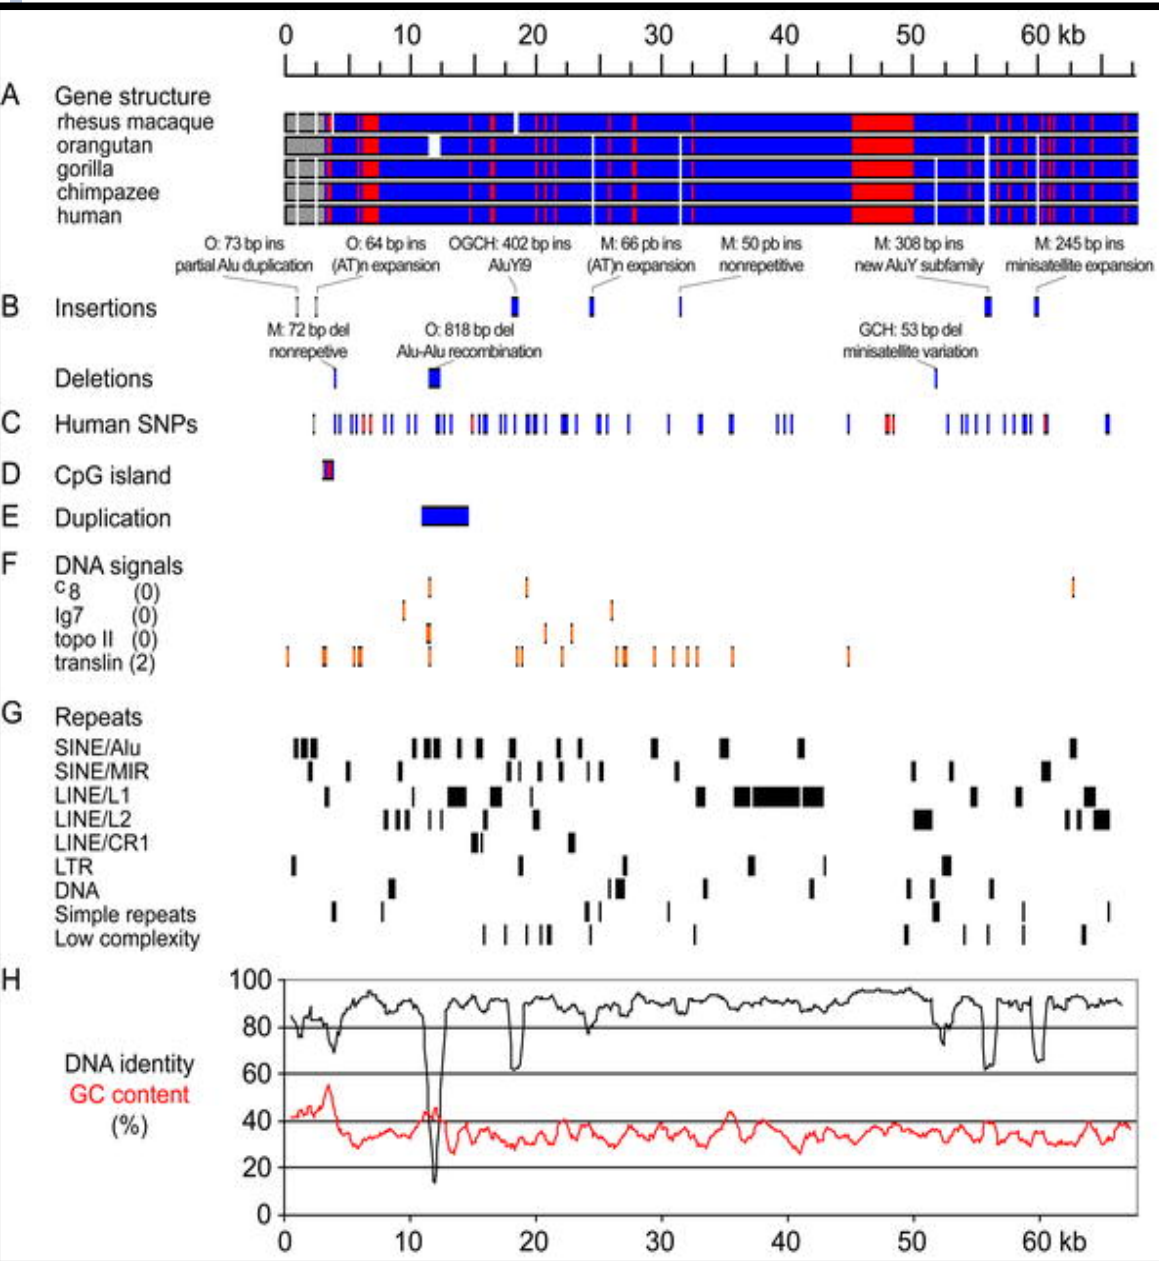 0 10 20 30 40 50 60 kb
A Gene structure
rhesus macaque
orangutan
gorilla
chimpazee
human
O: 73 bp ins O: 64 bp ins OGCH: 402 bp ins M: 66 pb ins M: 50 pb ins M: 308 bp ins M: 245 bp ins
partial Alu duplication (AT)n expansion AluYi9 (AT)n expansion nonrepetitive new AluY subfamily minisatellite expansion
B Insertions
M: 72 bp del O: 818 bp del GCH: 53 bp del
nonrepetive Alu-Alu recombination minisatellite variation
Deletions
C Human SNPs
D CpG island
E Duplication
F DNA signals
c8 (0)
Ig7 (0)
topo II (0)
translin (2)
G Repeats
SINE/Alu
SINE/MIR
LINE/L1
LINE/L2
LINE/CR1
LTR
DNA
Simple repeats
Low complexity
H 100
80
DNA identity
60
GC content
40
(%)
20
0
0 10 20 30 40 50 60 kb